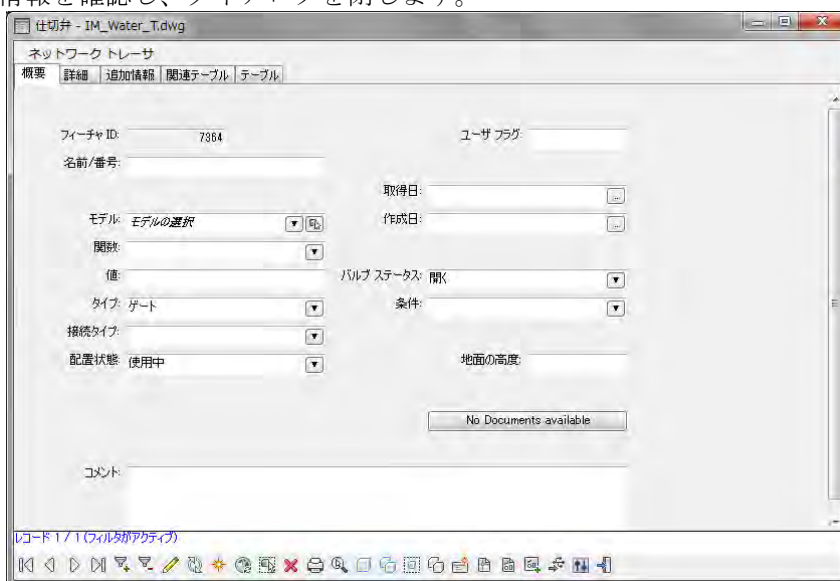 情報を確認し、ダイアログを閉じます。
仕切弁 - IM_Water_T.dwg
ネットワーク トレーサ
概要 詳細 追加情報 関連テーブル テーブル
フィーチャ ID: 7364 ユーザ フラグ:
名前/番号:
取得日: ...
モデル: モデルの選択 作成日: ...
関数:
値: バルブ ステータス: 開く
タイプ: ゲート 条件:
接続タイプ:
配置状態: 使用中 地面の高度:
No Documents available
コメント:
レコード 1 / 1 (フィルタがアクティブ)